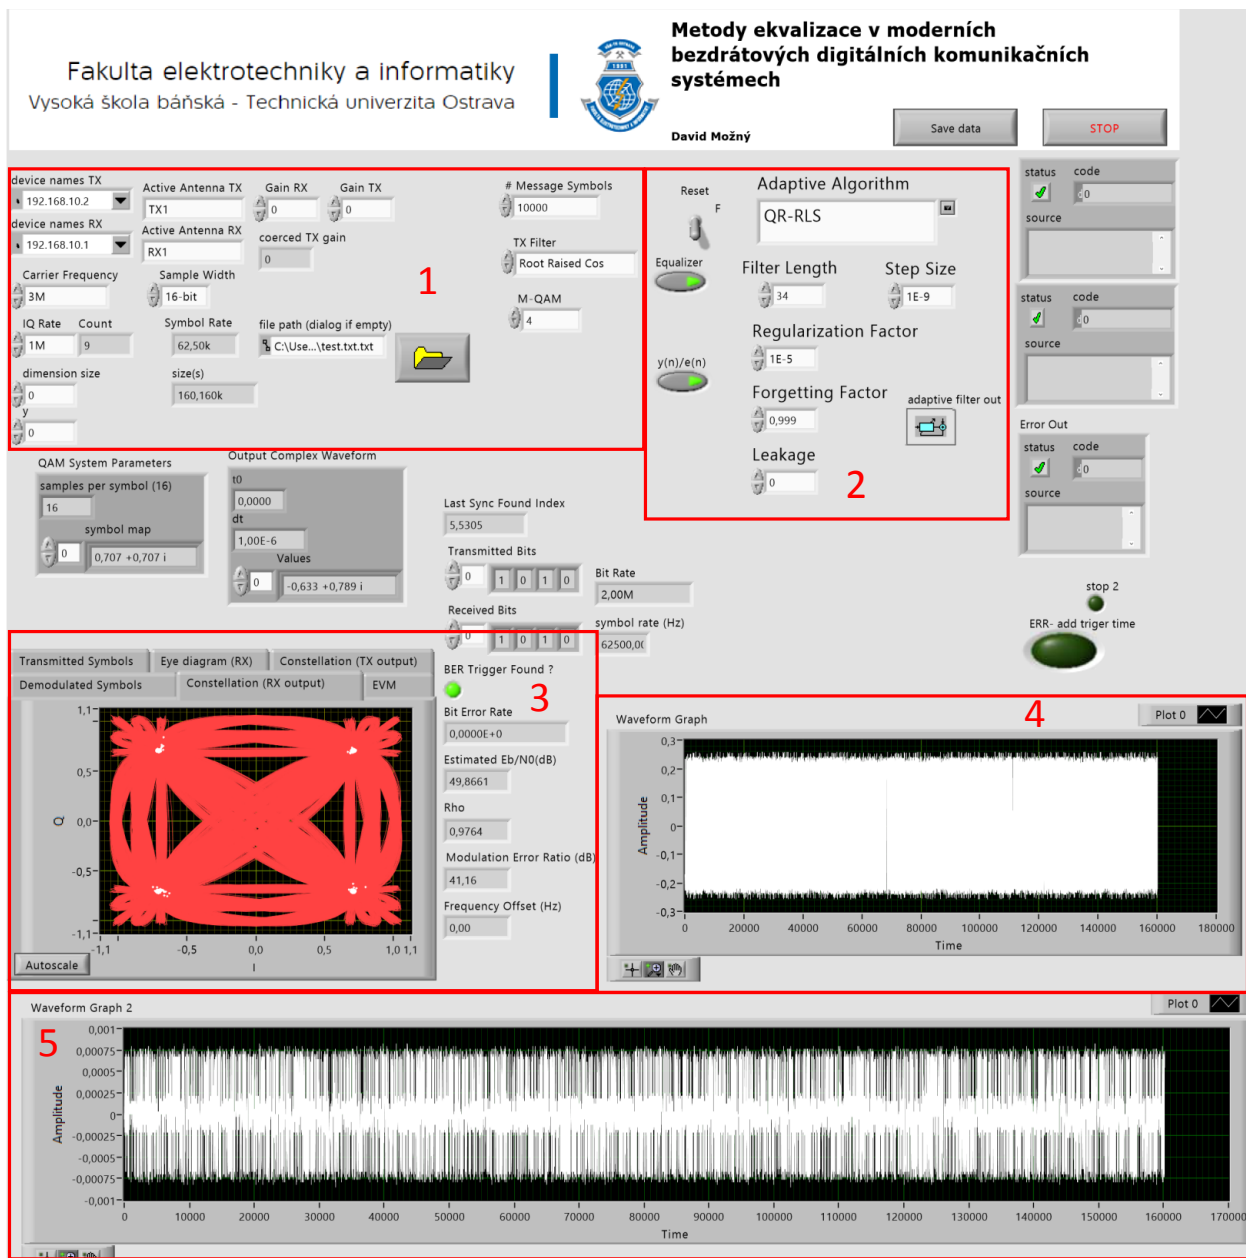 Fakulta elektrotechniky a informatiky
Vysoká škola báňská - Technická univerzita Ostrava
Metody ekvalizace v moderních
bezdrátových digitálních komunikačních
systémech
David Možný
Save data
STOP
1
device names TX
192.168.10.2
device names RX
192.168.10.1
Active Antenna TX
TX1
Active Antenna RX
RX1
Gain RX
0
Gain TX
0
coerced TX gain
0
# Message Symbols
10000
TX Filter
Root Raised Cos
M-QAM
4
Carrier Frequency
3M
Sample Width
16-bit
IQ Rate
1M
Count
9
Symbol Rate
62,50k
file path (dialog if empty)
C:\Use...\test.txt.txt
dimension size
0
y
0
size(s)
160,160k
2
Reset
F
Adaptive Algorithm
QR-RLS
Equalizer
Filter Length
34
Step Size
1E-9
Regularization Factor
1E-5
y(n)/e(n)
Forgetting Factor
0,999
adaptive filter out
Leakage
0
status
code
0
source
status
code
0
source
Error Out
status
code
0
source
stop 2
ERR- add triger time
QAM System Parameters
samples per symbol (16)
16
symbol map
0
0,707 +0,707 i
Output Complex Waveform
t0
0,0000
dt
1,00E-6
Values
0
-0,633 +0,789 i
Last Sync Found Index
5,5305
Transmitted Bits
0
1 0 1 0
Bit Rate
2,00M
Received Bits
0
1 0 1 0
symbol rate (Hz)
62500,0
3
Transmitted Symbols
Eye diagram (RX)
Constellation (TX output)
Demodulated Symbols
Constellation (RX output)
EVM
1,1
0,5
0,0
-0,5
-1,1
Q
-1,1 -0,5 0,0 0,5 1,0 1,1
I
Autoscale
BER Trigger Found ?
Bit Error Rate
0,0000E+0
Estimated Eb/N0(dB)
49,8661
Rho
0,9764
Modulation Error Ratio (dB)
41,16
Frequency Offset (Hz)
0,00
4
Waveform Graph
Plot 0
0,3
0,2
0,1
0
-0,1
-0,2
-0,3
Amplitude
0 20000 40000 60000 80000 100000 120000 140000 160000 180000
Time
5
Waveform Graph 2
Plot 0
0,001
0,00075
0,0005
0,00025
0
-0,00025
-0,0005
-0,00075
-0,001
Amplitude
0 10000 20000 30000 40000 50000 60000 70000 80000 90000 100000 110000 120000 130000 140000 150000 160000 170000
Time